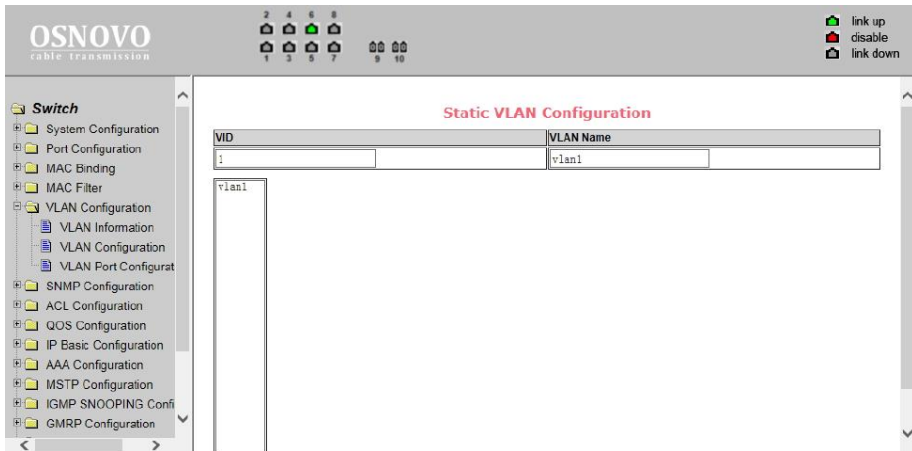 OSNOVO
cable transmission
2 4 6 8
1 3 5 7 9 10
link up
disable
link down
Switch
System Configuration
Port Configuration
MAC Binding
MAC Filter
VLAN Configuration
VLAN Information
VLAN Configuration
VLAN Port Configurat
SNMP Configuration
ACL Configuration
QOS Configuration
IP Basic Configuration
AAA Configuration
MSTP Configuration
IGMP SNOOPING Confi
GMRP Configuration
Static VLAN Configuration
VID VLAN Name
1 vlan1
vlan1